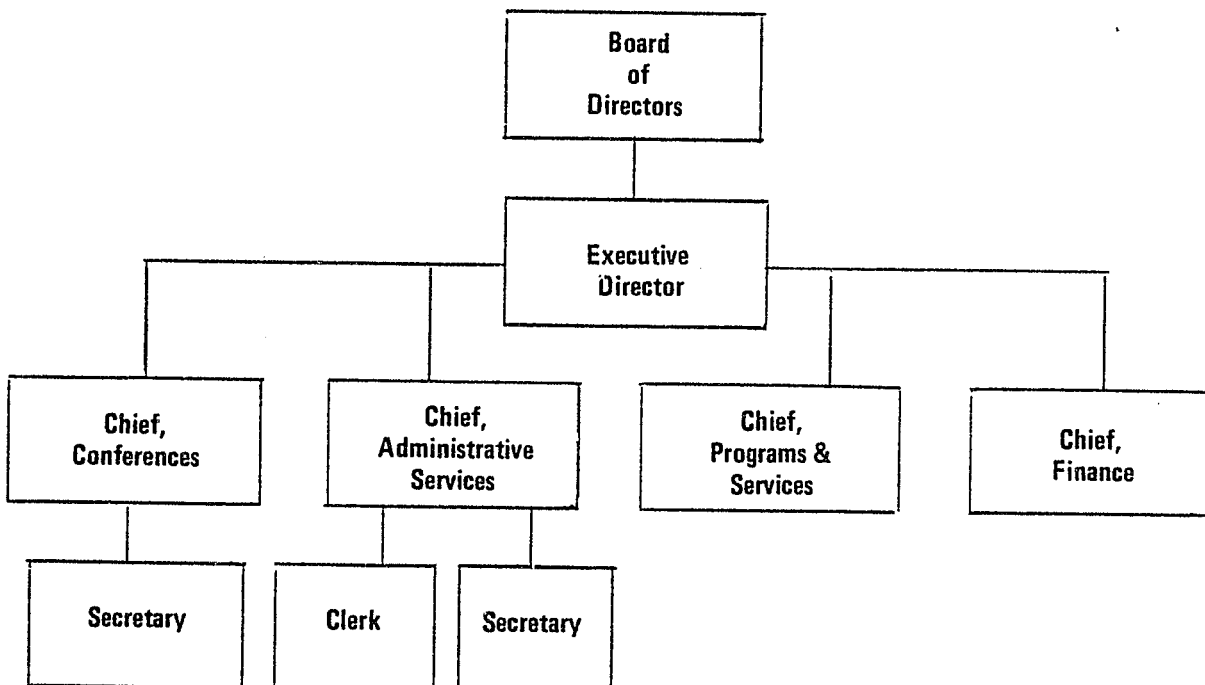 Board
of
Directors
Executive
Director
Chief,
Conferences
Chief,
Administrative
Services
Chief,
Programs &
Services
Chief,
Finance
Secretary
Clerk
Secretary